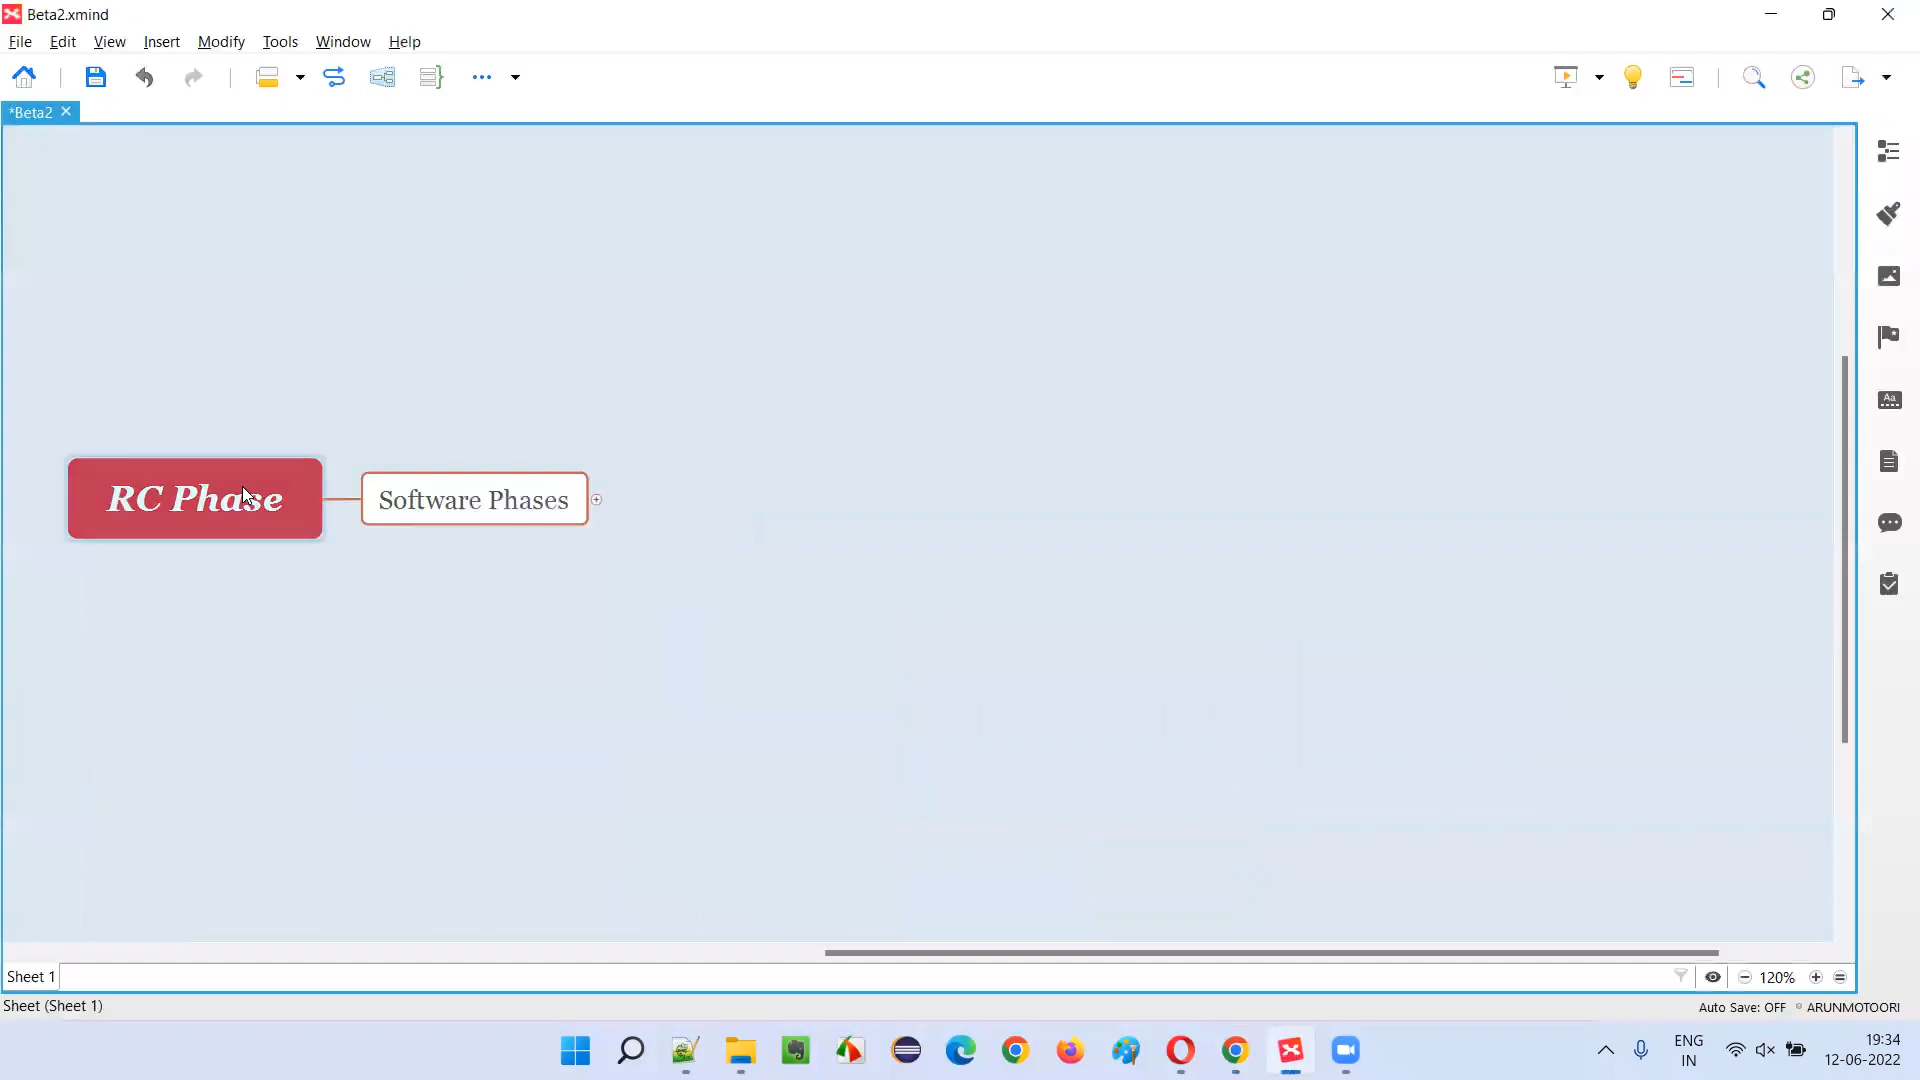 Beta2.xmind
File Edit View Insert Modify Tools Window Help
*Beta2
RC Phase
Software Phases
Aa
Sheet 1
120%
Sheet (Sheet 1)
Auto Save: OFF
ARUNMOTOORI
ENG
IN
19:34
12-06-2022